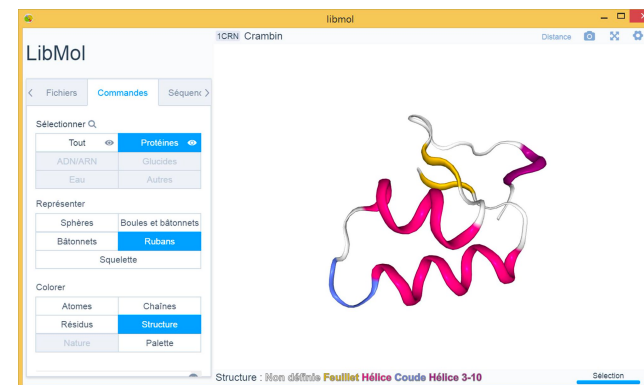 libmol
LibMol
1CRN Crambin
Distance
Fichiers Commandes Séquenc
Sélectionner
Tout Protéines
ADN/ARN Glucides
Eau Autres
Représenter
Sphères Boules et bâtonnets
Bâtonnets Rubans
Squelette
Colorer
Atomes Chaînes
Résidus Structure
Nature Palette
Structure : Non définie Feuillet Hélice Coude Hélice 3-10
Sélection